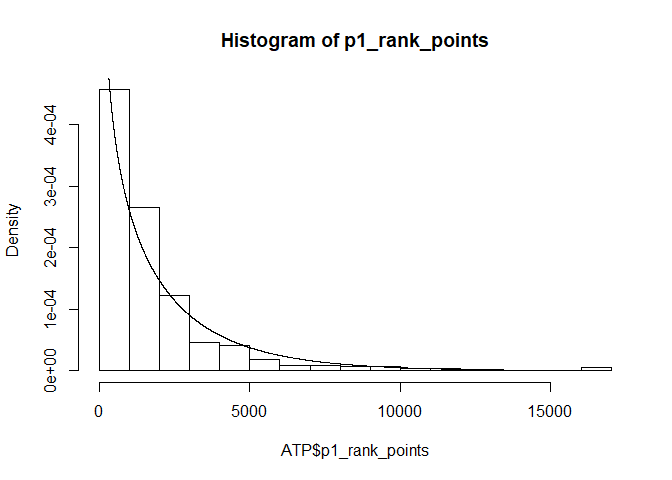 Histogram of p1_rank_points
Density
4e-04
3e-04
2e-04
1e-04
0e+00
0 5000 10000 15000
ATP$p1_rank_points